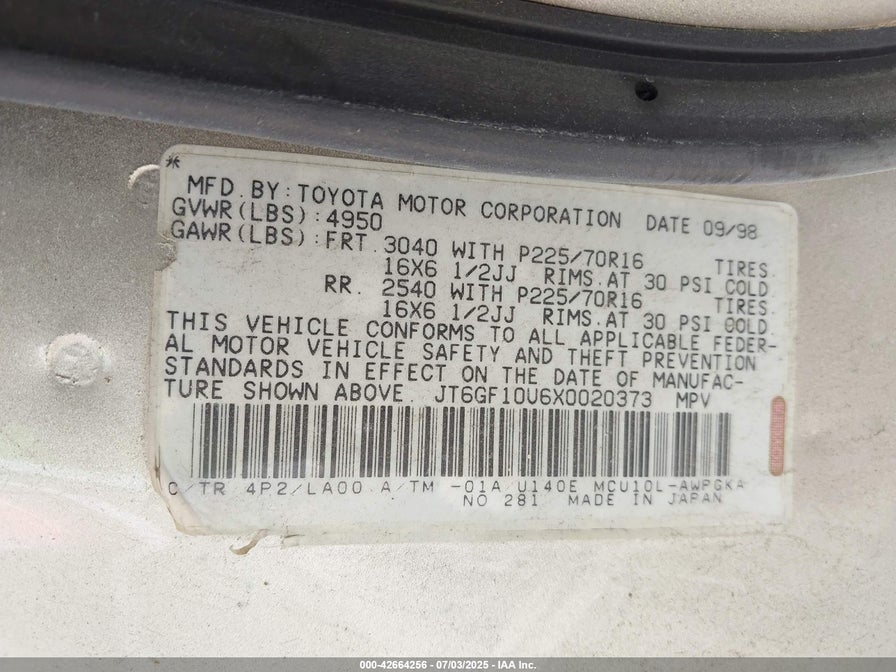 MFD.BY:TOYOTA MOTOR CORPORATION DATE 09/98
GVWR(LBS):4950
GAWR(LBS):FRT.3040 WITH P225/70R16 TIRES.
16X6 1/2JJ RIMS.AT 30 PSI COLD
RR. 2540 WITH P225/70R16 TIRES.
16X6 1/2JJ RIMS.AT 30 PSI COLD.
THIS VEHICLE CONFORMS TO ALL APPLICABLE FEDER-
AL MOTOR VEHICLE SAFETY AND THEFT PREVENTION
STANDARDS IN EFFECT ON THE DATE OF MANUFAC-
TURE SHOWN ABOVE. JT6GF10U6X0020373 MPV
C/TR 4P2/LA00 A/TM -01A/U140E MCU10L-AWPGKA
NO 281 MADE IN JAPAN
000-42664256 - 07/03/2025 - IAA Inc.